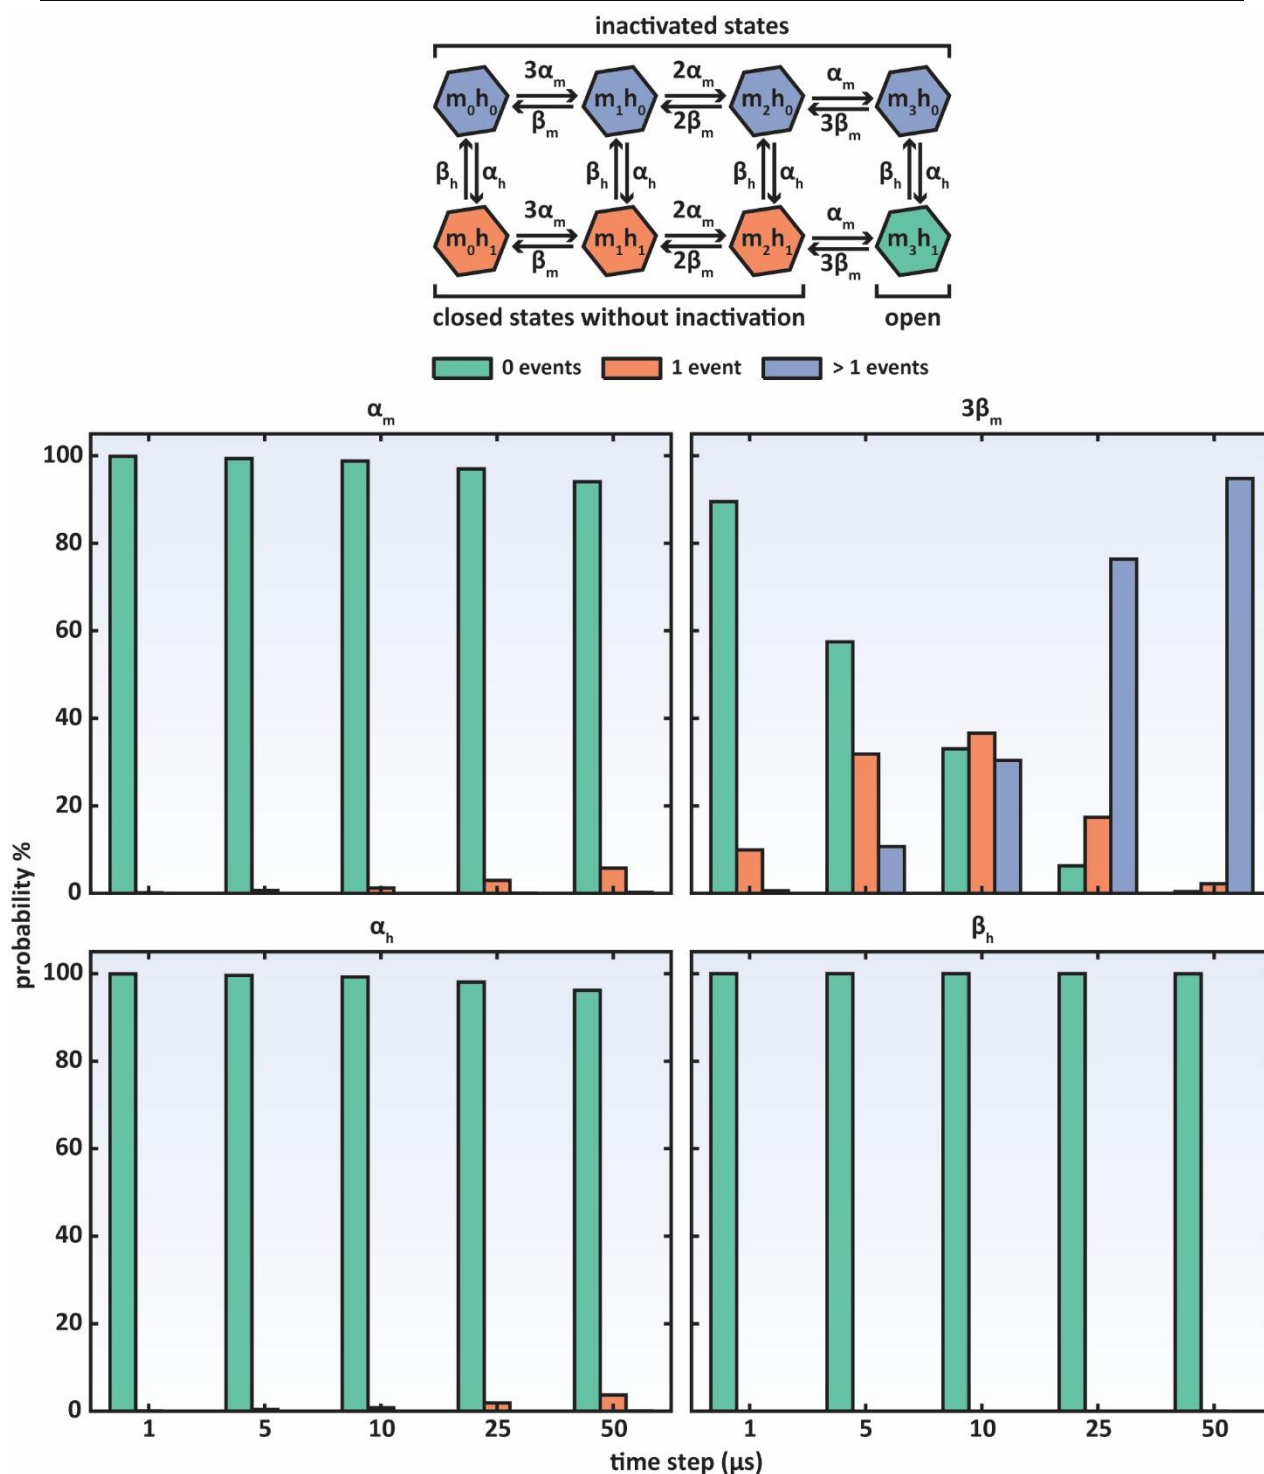 inactivated states
3αₘ 2αₘ αₘ
m₀h₀ m₁h₀ m₂h₀ m₃h₀
βₘ 2βₘ 3βₘ
βₕ αₕ βₕ αₕ βₕ αₕ βₕ αₕ
3αₘ 2αₘ αₘ
m₀h₁ m₁h₁ m₂h₁ m₃h₁
βₘ 2βₘ 3βₘ
closed states without inactivation open
0 events 1 event > 1 events
αₘ 3βₘ
100
80
60
40
20
0
probability %
αₕ βₕ
100
80
60
40
20
0
1 5 10 25 50 1 5 10 25 50
time step (μs)